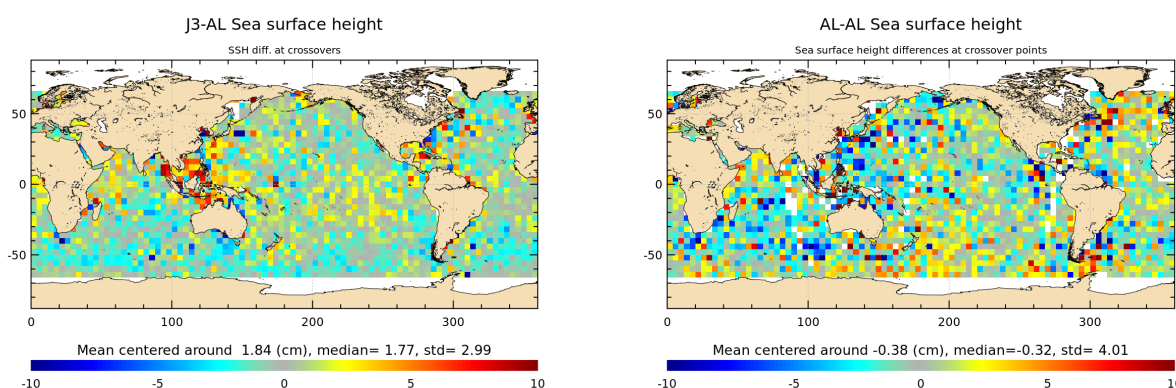 J3-AL Sea surface height
SSH diff. at crossovers
50
0
-50
0 100 200 300
Mean centered around 1.84 (cm), median= 1.77, std= 2.99
-10 -5 0 5 10
AL-AL Sea surface height
Sea surface height differences at crossover points
50
0
-50
0 100 200 300
Mean centered around -0.38 (cm), median=-0.32, std= 4.01
-10 -5 0 5